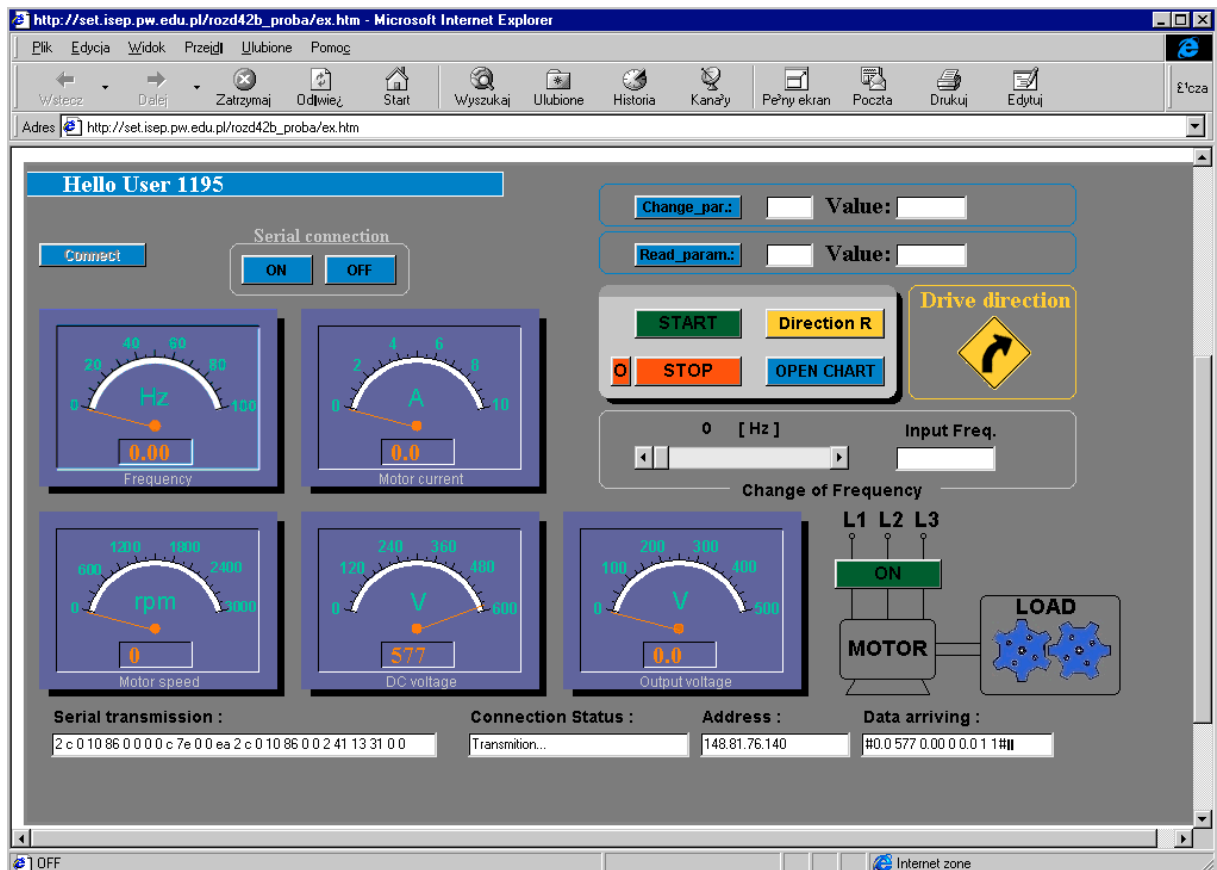 http://set.isep.pw.edu.pl/rozd42b_proba/ex.htm - Microsoft Internet Explorer
Plik Edycja Widok Przejdl Ulubione Pomoc
Wstecz Dalej Zatrzymaj Odlwie¿ Start Wyszukaj Ulubione Historia Kana³y Pe³ny ekran Poczta Drukuj Edytuj £¹cza
Adres http://set.isep.pw.edu.pl/rozd42b_proba/ex.htm
Hello User 1195
Change_par.: Value:
Serial connection
Connect ON OFF
Read_param.: Value:
START Direction R
O STOP OPEN CHART
Drive direction
0 20 40 60 80 100
Hz
0.00
Frequency
0 2 4 6 8 10
A
0.0
Motor current
0 [ Hz ] Input Freq.
Change of Frequency
0 600 1200 1800 2400 3000
rpm
0
Motor speed
0 120 240 360 480 600
V
577
DC voltage
0 100 200 300 400 500
V
0.0
Output voltage
L1 L2 L3
ON
MOTOR
LOAD
Serial transmission : Connection Status : Address : Data arriving :
2 c 0 10 86 0 0 0 0 c 7e 0 0 ea 2 c 0 10 86 0 0 2 41 13 31 0 0 Transmition... 148.81.76.140 #0.0 577 0.00 0 0.0 1 1#
OFF Internet zone